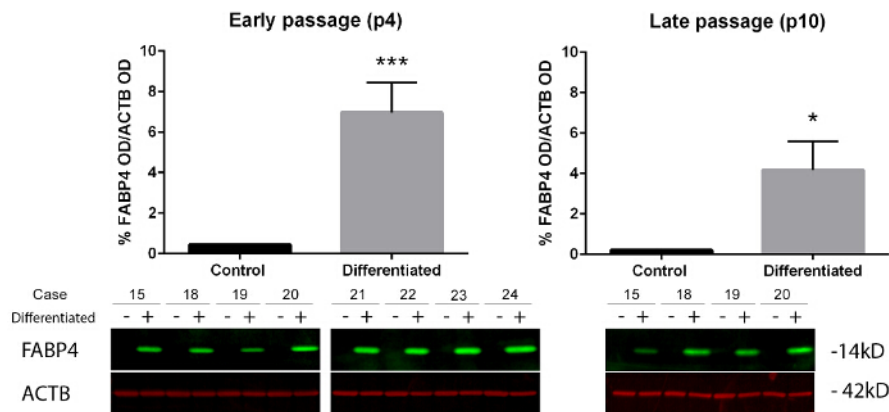 Early passage (p4)
Late passage (p10)
% FABP4 OD/ACTB OD
10
8
6
4
2
0
***
Control
Differentiated
% FABP4 OD/ACTB OD
10
8
6
4
2
0
*
Control
Differentiated
Case 15 18 19 20 21 22 23 24 15 18 19 20
Differentiated - + - + - + - + - + - + - + - + - + - + - + - +
FABP4 -14kD
ACTB - 42kD